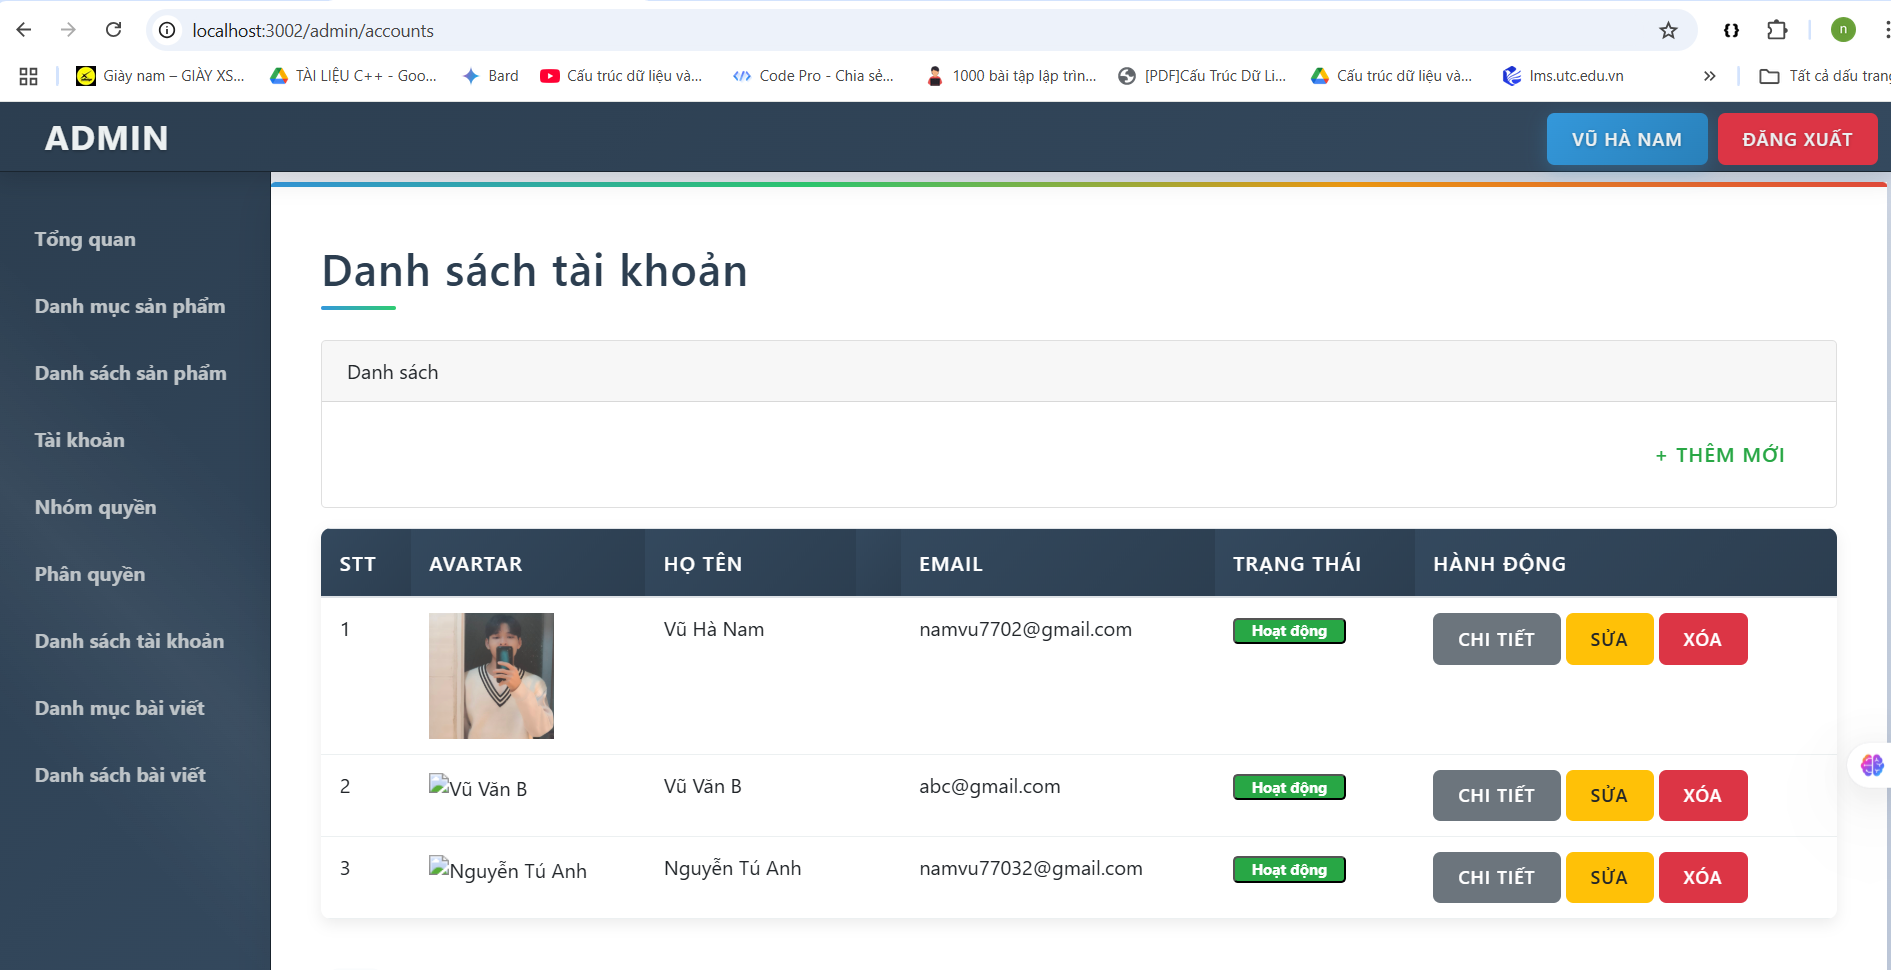 localhost:3002/admin/accounts
n
Giày nam – GIÀY XS...
TÀI LIỆU C++ - Goo...
Bard
Cấu trúc dữ liệu và...
Code Pro - Chia sẻ...
1000 bài tập lập trìn...
[PDF]Cấu Trúc Dữ Li...
Cấu trúc dữ liệu và...
lms.utc.edu.vn
Tất cả dấu trang
ADMIN
VŨ HÀ NAM
ĐĂNG XUẤT
Tổng quan
Danh mục sản phẩm
Danh sách sản phẩm
Tài khoản
Nhóm quyền
Phân quyền
Danh sách tài khoản
Danh mục bài viết
Danh sách bài viết
Danh sách tài khoản
Danh sách
+ THÊM MỚI
STT AVARTAR HỌ TÊN EMAIL TRẠNG THÁI HÀNH ĐỘNG
1 Vũ Hà Nam namvu7702@gmail.com Hoạt động CHI TIẾT SỬA XÓA
2 Vũ Văn B Vũ Văn B abc@gmail.com Hoạt động CHI TIẾT SỬA XÓA
3 Nguyễn Tú Anh Nguyễn Tú Anh namvu77032@gmail.com Hoạt động CHI TIẾT SỬA XÓA